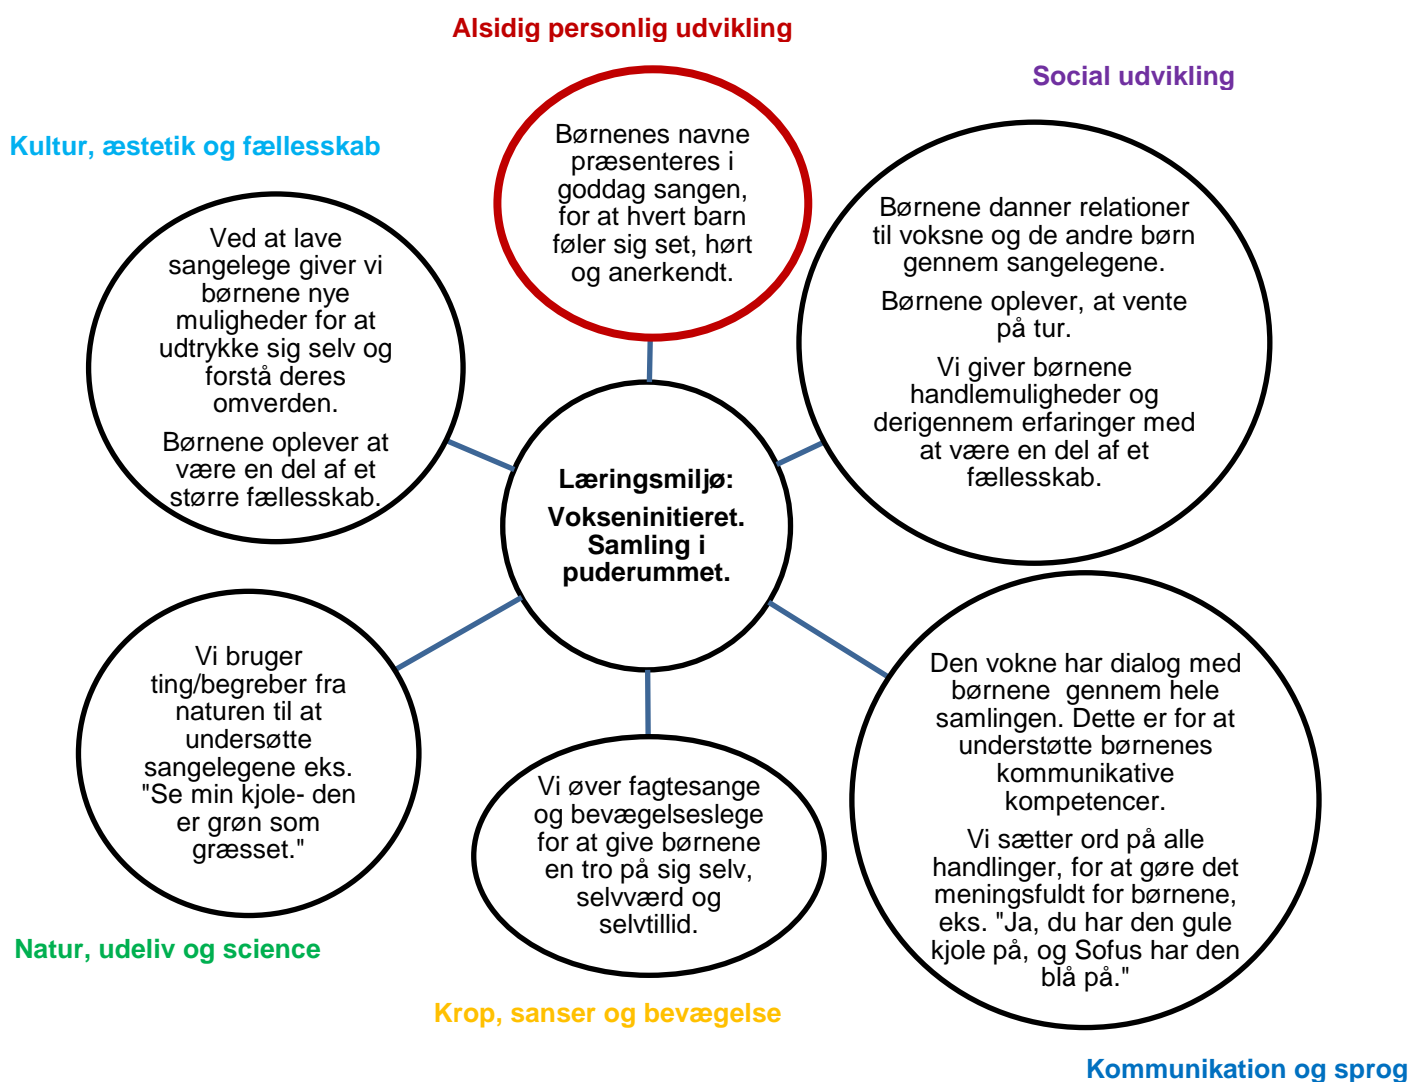 Alsidig personlig udvikling
Børnenes navne
præsenteres i
goddag sangen,
for at hvert barn
føler sig set, hørt
og anerkendt.
Social udvikling
Børnene danner relationer
til voksne og de andre børn
gennem sangelegene.
Børnene oplever, at vente
på tur.
Vi giver børnene
handlemuligheder og
derigennem erfaringer med
at være en del af et
fællesskab.
Kultur, æstetik og fællesskab
Ved at lave
sangelege giver vi
børnene nye
muligheder for at
udtrykke sig selv og
forstå deres
omverden.
Børnene oplever at
være en del af et
større fællesskab.
Læringsmiljø:
Vokseninitieret.
Samling i
puderummet.
Vi bruger
ting/begreber fra
naturen til at
undersøtte
sangelegene eks.
"Se min kjole- den
er grøn som
græsset."
Natur, udeliv og science
Vi øver fagtesange
og bevægelseslege
for at give børnene
en tro på sig selv,
selvværd og
selvtillid.
Krop, sanser og bevægelse
Den vokne har dialog med
børnene  gennem hele
samlingen. Dette er for at
understøtte børnenes
kommunikative
kompetencer.
Vi sætter ord på alle
handlinger, for at gøre det
meningsfuldt for børnene,
eks. "Ja, du har den gule
kjole på, og Sofus har den
blå på."
Kommunikation og sprog